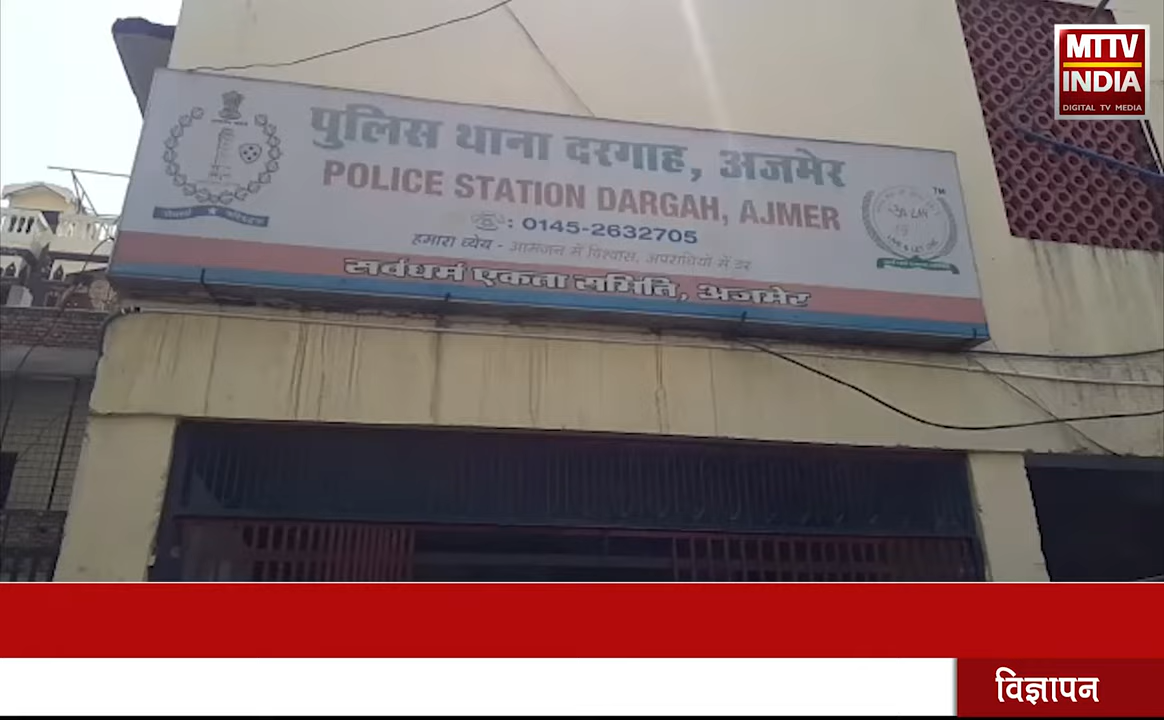 MTTV
INDIA
DIGITAL TV MEDIA
पुलिस थाना दरगाह, अजमेर
POLICE STATION DARGAH, AJMER
: 0145-2632705
हमारा ध्येय - आमजन में विश्वास, अपराधियों में डर
सर्वधर्म एकता समिति, अजमेर
TM
विज्ञापन